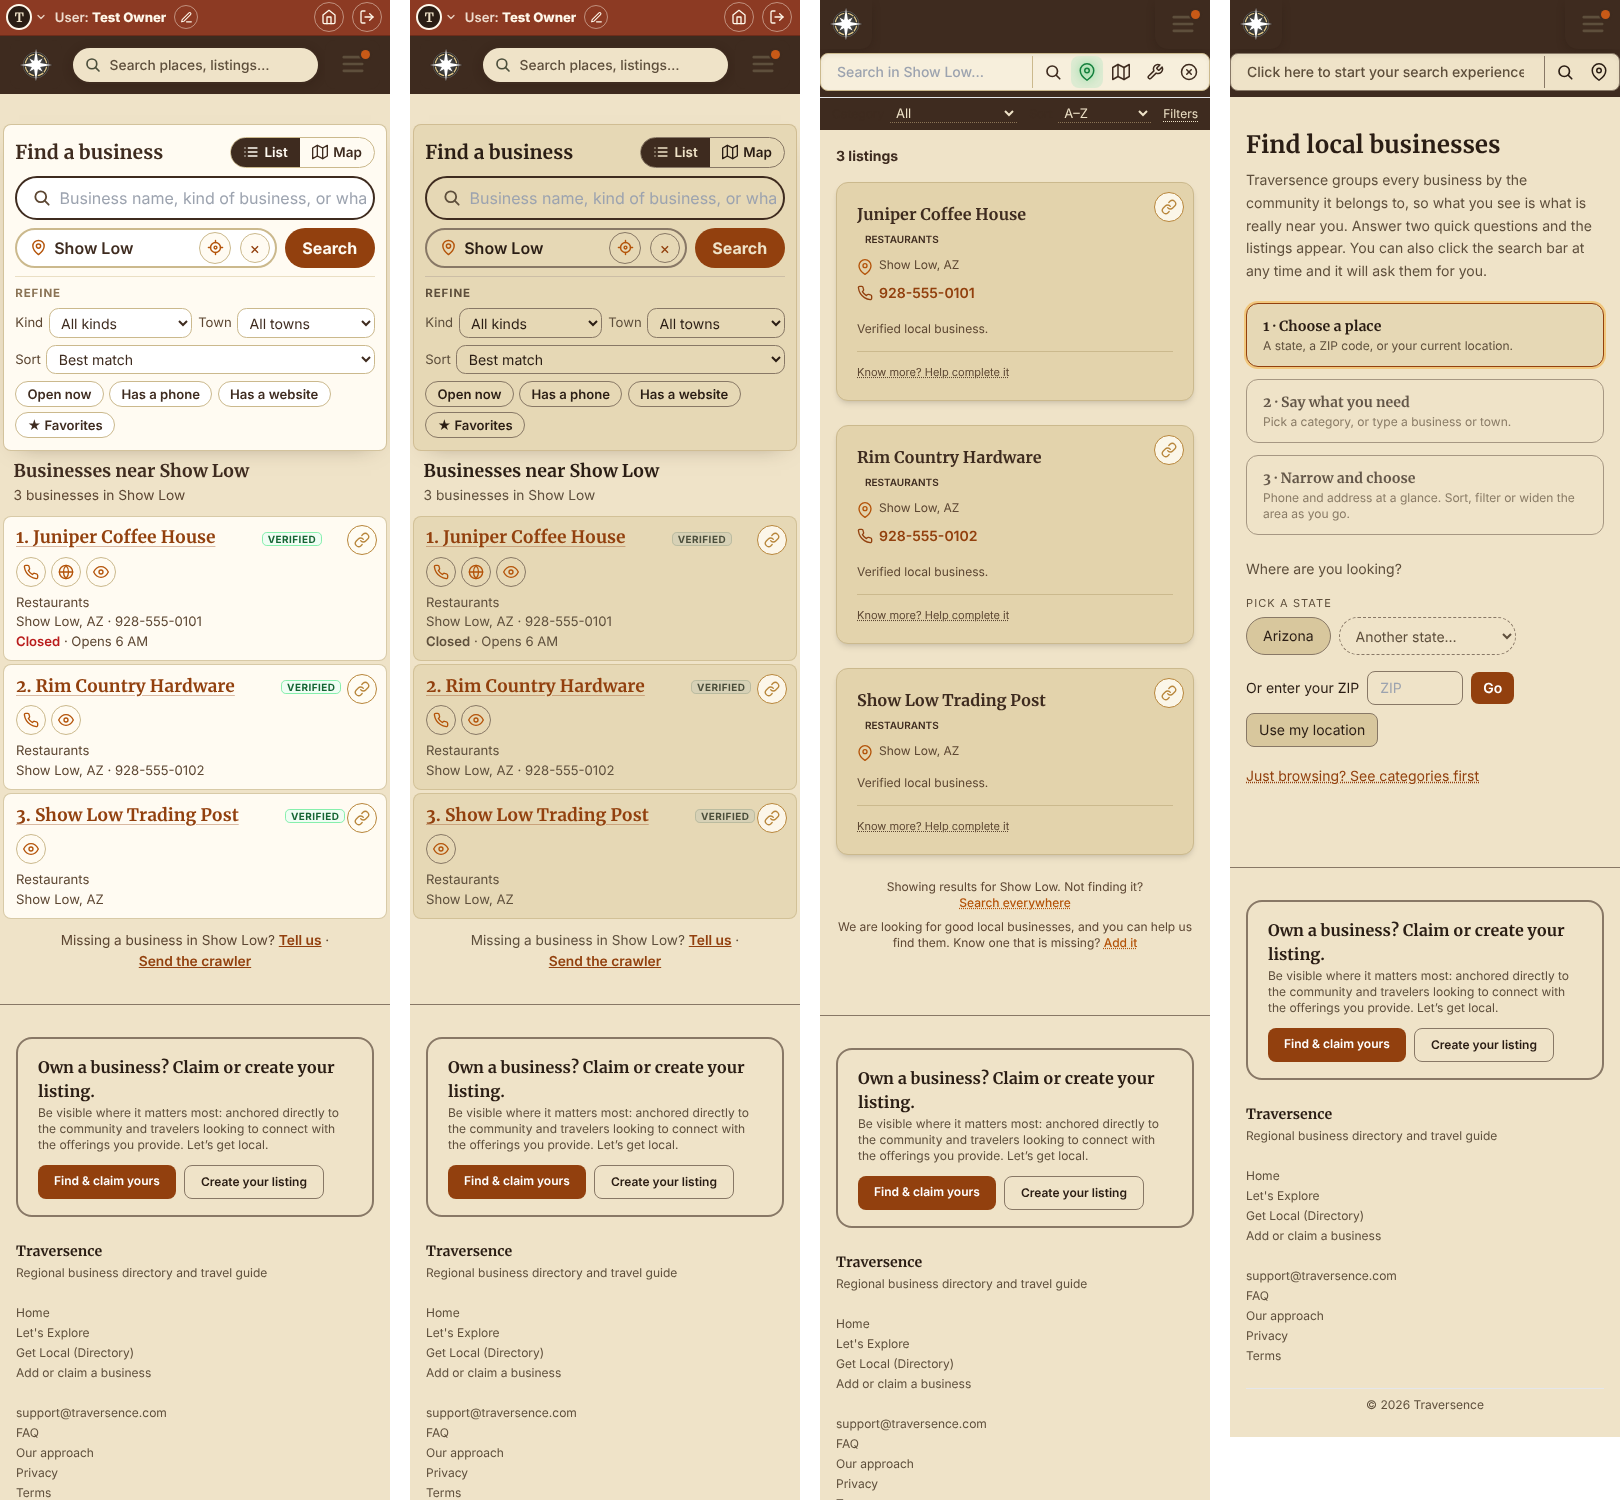 T
User: Test Owner
Search places, listings...
Find a business
List
Map
Business name, kind of business, or wha
Show Low
Search
REFINE
Kind
All kinds
Town
All towns
Sort
Best match
Open now
Has a phone
Has a website
★ Favorites
Businesses near Show Low
3 businesses in Show Low
1. Juniper Coffee House
VERIFIED
Restaurants
Show Low, AZ · 928-555-0101
Closed · Opens 6 AM
2. Rim Country Hardware
VERIFIED
Restaurants
Show Low, AZ · 928-555-0102
3. Show Low Trading Post
VERIFIED
Restaurants
Show Low, AZ
Missing a business in Show Low? Tell us ·
Send the crawler
Own a business? Claim or create your
listing.
Be visible where it matters most: anchored directly to
the community and travelers looking to connect with
the offerings you provide. Let’s get local.
Find & claim yours
Create your listing
Traversence
Regional business directory and travel guide
Home
Let's Explore
Get Local (Directory)
Add or claim a business
support@traversence.com
FAQ
Our approach
Privacy
Terms
T
User: Test Owner
Search places, listings...
Find a business
List
Map
Business name, kind of business, or wha
Show Low
Search
REFINE
Kind
All kinds
Town
All towns
Sort
Best match
Open now
Has a phone
Has a website
★ Favorites
Businesses near Show Low
3 businesses in Show Low
1. Juniper Coffee House
VERIFIED
Restaurants
Show Low, AZ · 928-555-0101
Closed · Opens 6 AM
2. Rim Country Hardware
VERIFIED
Restaurants
Show Low, AZ · 928-555-0102
3. Show Low Trading Post
VERIFIED
Restaurants
Show Low, AZ
Missing a business in Show Low? Tell us ·
Send the crawler
Own a business? Claim or create your
listing.
Be visible where it matters most: anchored directly to
the community and travelers looking to connect with
the offerings you provide. Let’s get local.
Find & claim yours
Create your listing
Traversence
Regional business directory and travel guide
Home
Let's Explore
Get Local (Directory)
Add or claim a business
support@traversence.com
FAQ
Our approach
Privacy
Terms
Search in Show Low...
All
A–Z
Filters
3 listings
Juniper Coffee House
RESTAURANTS
Show Low, AZ
928-555-0101
Verified local business.
Know more? Help complete it
Rim Country Hardware
RESTAURANTS
Show Low, AZ
928-555-0102
Verified local business.
Know more? Help complete it
Show Low Trading Post
RESTAURANTS
Show Low, AZ
Verified local business.
Know more? Help complete it
Showing results for Show Low. Not finding it?
Search everywhere
We are looking for good local businesses, and you can help us
find them. Know one that is missing? Add it
Own a business? Claim or create your
listing.
Be visible where it matters most: anchored directly to
the community and travelers looking to connect with
the offerings you provide. Let’s get local.
Find & claim yours
Create your listing
Traversence
Regional business directory and travel guide
Home
Let's Explore
Get Local (Directory)
Add or claim a business
support@traversence.com
FAQ
Our approach
Privacy
Click here to start your search experience
Find local businesses
Traversence groups every business by the
community it belongs to, so what you see is what is
really near you. Answer two quick questions and the
listings appear. You can also click the search bar at
any time and it will ask them for you.
1 · Choose a place
A state, a ZIP code, or your current location.
2 · Say what you need
Pick a category, or type a business or town.
3 · Narrow and choose
Phone and address at a glance. Sort, filter or widen the
area as you go.
Where are you looking?
PICK A STATE
Arizona
Another state...
Or enter your ZIP
ZIP
Go
Use my location
Just browsing? See categories first
Own a business? Claim or create your
listing.
Be visible where it matters most: anchored directly to
the community and travelers looking to connect with
the offerings you provide. Let’s get local.
Find & claim yours
Create your listing
Traversence
Regional business directory and travel guide
Home
Let's Explore
Get Local (Directory)
Add or claim a business
support@traversence.com
FAQ
Our approach
Privacy
Terms
© 2026 Traversence